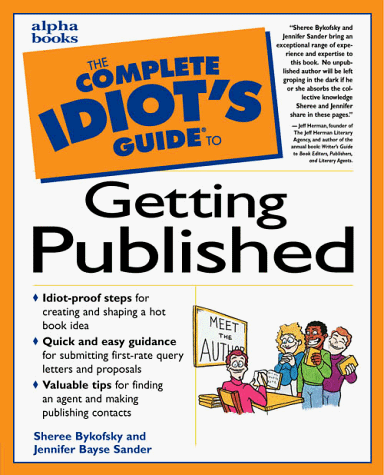 alpha
books
THE
COMPLETE
IDIOT'S
GUIDE® TO
"Sheree Bykofsky and
Jennifer Sander bring an
exceptional range of expe-
rience and expertise to
this book. No unpub-
lished author will be left
groping in the dark if he
or she absorbs the col-
lective knowledge
Sheree and Jennifer
share in these pages."
— Jeff Herman, founder of
The Jeff Herman Literary
Agency, and author of the
annual book: Writer's Guide
to Book Editors, Publishers,
and Literary Agents.
Getting
Published
♦ Idiot-proof steps for
creating and shaping a hot
book idea
♦ Quick and easy guidance
for submitting first-rate query
letters and proposals
♦ Valuable tips for finding
an agent and making
publishing contacts
MEET
THE
AUTHOR
Sheree Bykofsky and
Jennifer Bayse Sander